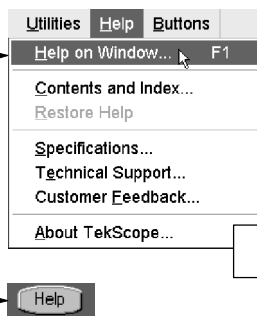 Utilities Help Buttons
Help on Window... F1
Contents and Index...
Restore Help
Specifications...
Technical Support...
Customer Feedback...
About TekScope...
Help